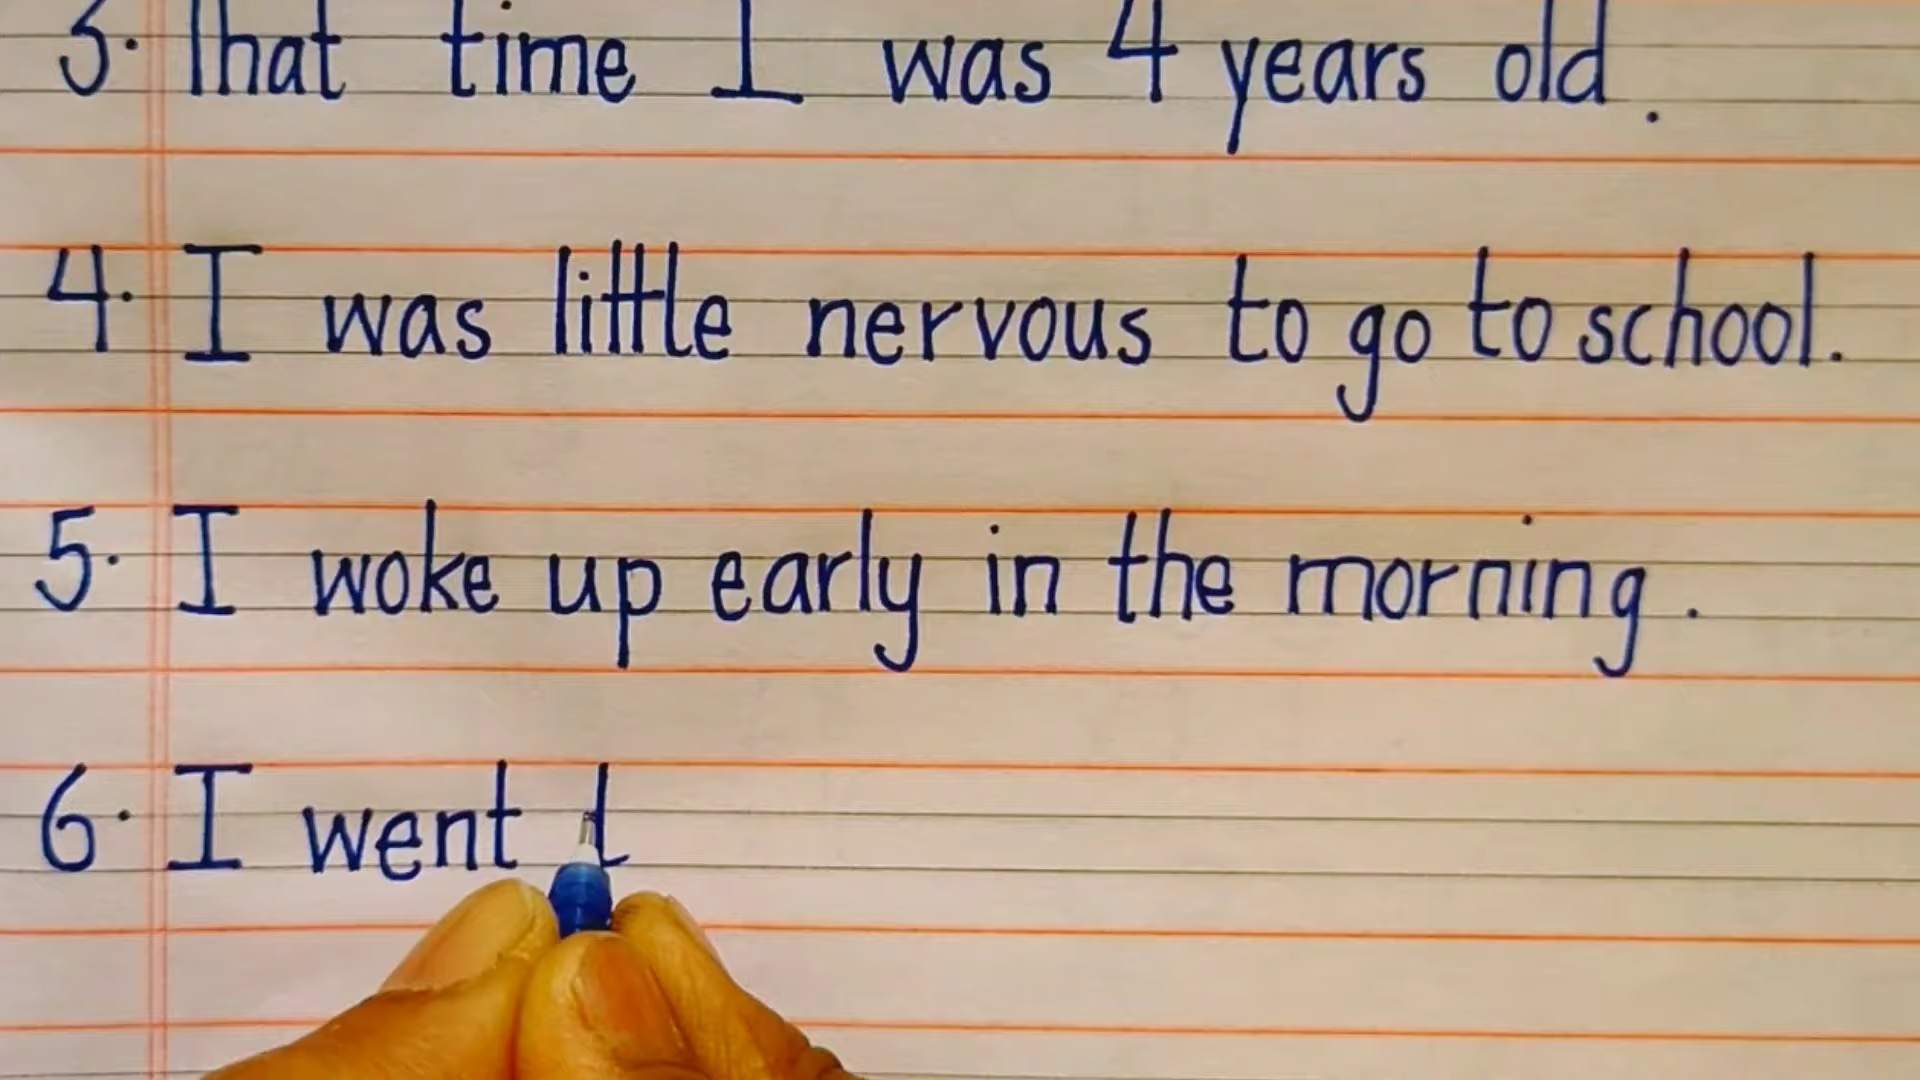 3. That time I was 4 years old.
4. I was little nervous to go to school.
5. I woke up early in the morning.
6. I went t